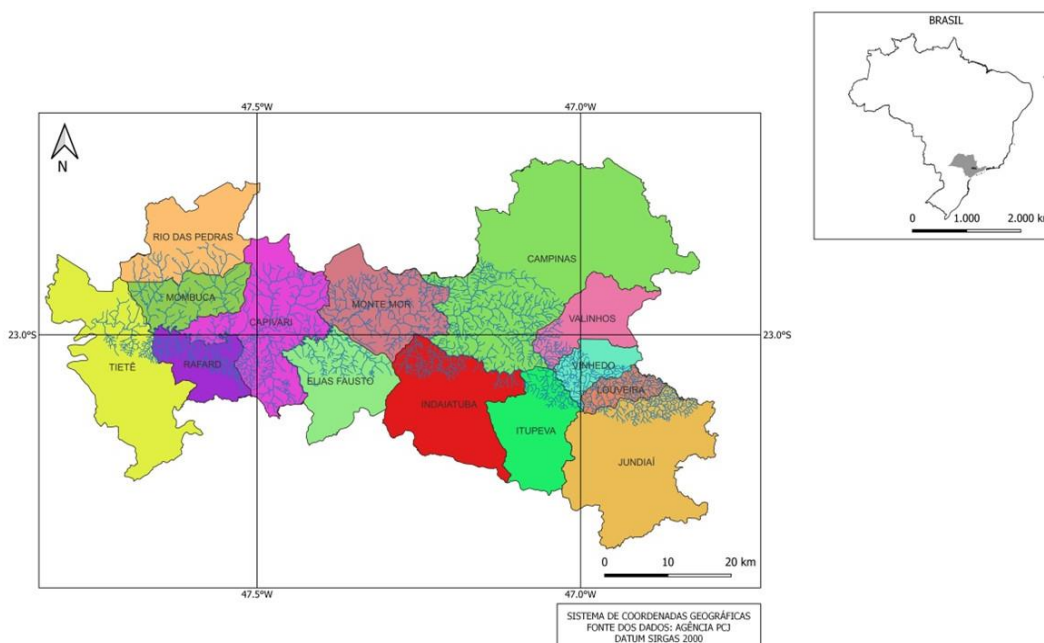 BRASIL
0 1.000 2.000 km
47.5°W 47.0°W
N
RIO DAS PEDRAS
CAMPINAS
MOMBUCA
MONTE MOR
CAPIVARI
VALINHOS
23.0°S 23.0°S
TIETÊ
RAFARD
ELIAS FAUSTO
VINHEDO
LOUVEIRA
INDAIATUBA
ITUPEVA
JUNDIAÍ
0 10 20 km
47.5°W 47.0°W
SISTEMA DE COORDENADAS GEOGRÁFICAS
FONTE DOS DADOS: AGÊNCIA PCJ
DATUM SIRGAS 2000